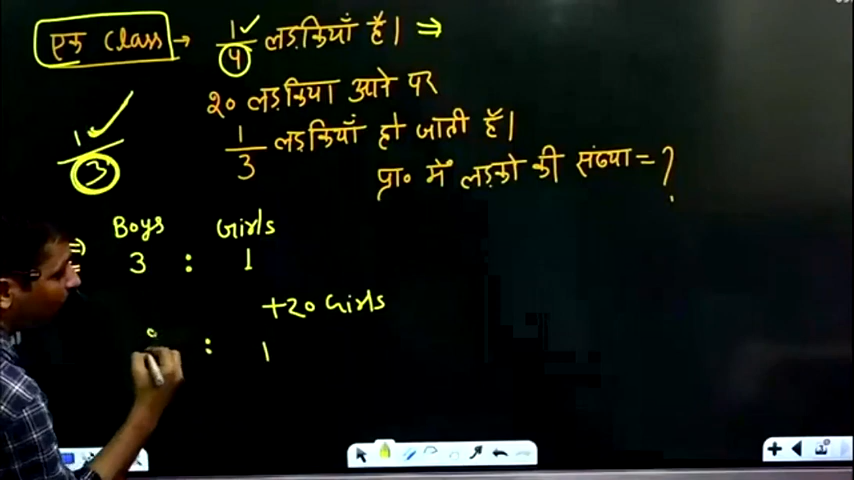 एक Class → 1/4 लड़कियाँ हैं। ⇒
२० लड़कियां आने पर
1/3 लड़कियाँ हो जाती हैं।
1/3
प्रा० में लड़को की संख्या = ?
⇒ Boys Girls
3 : 1
+20 Girls
: 1